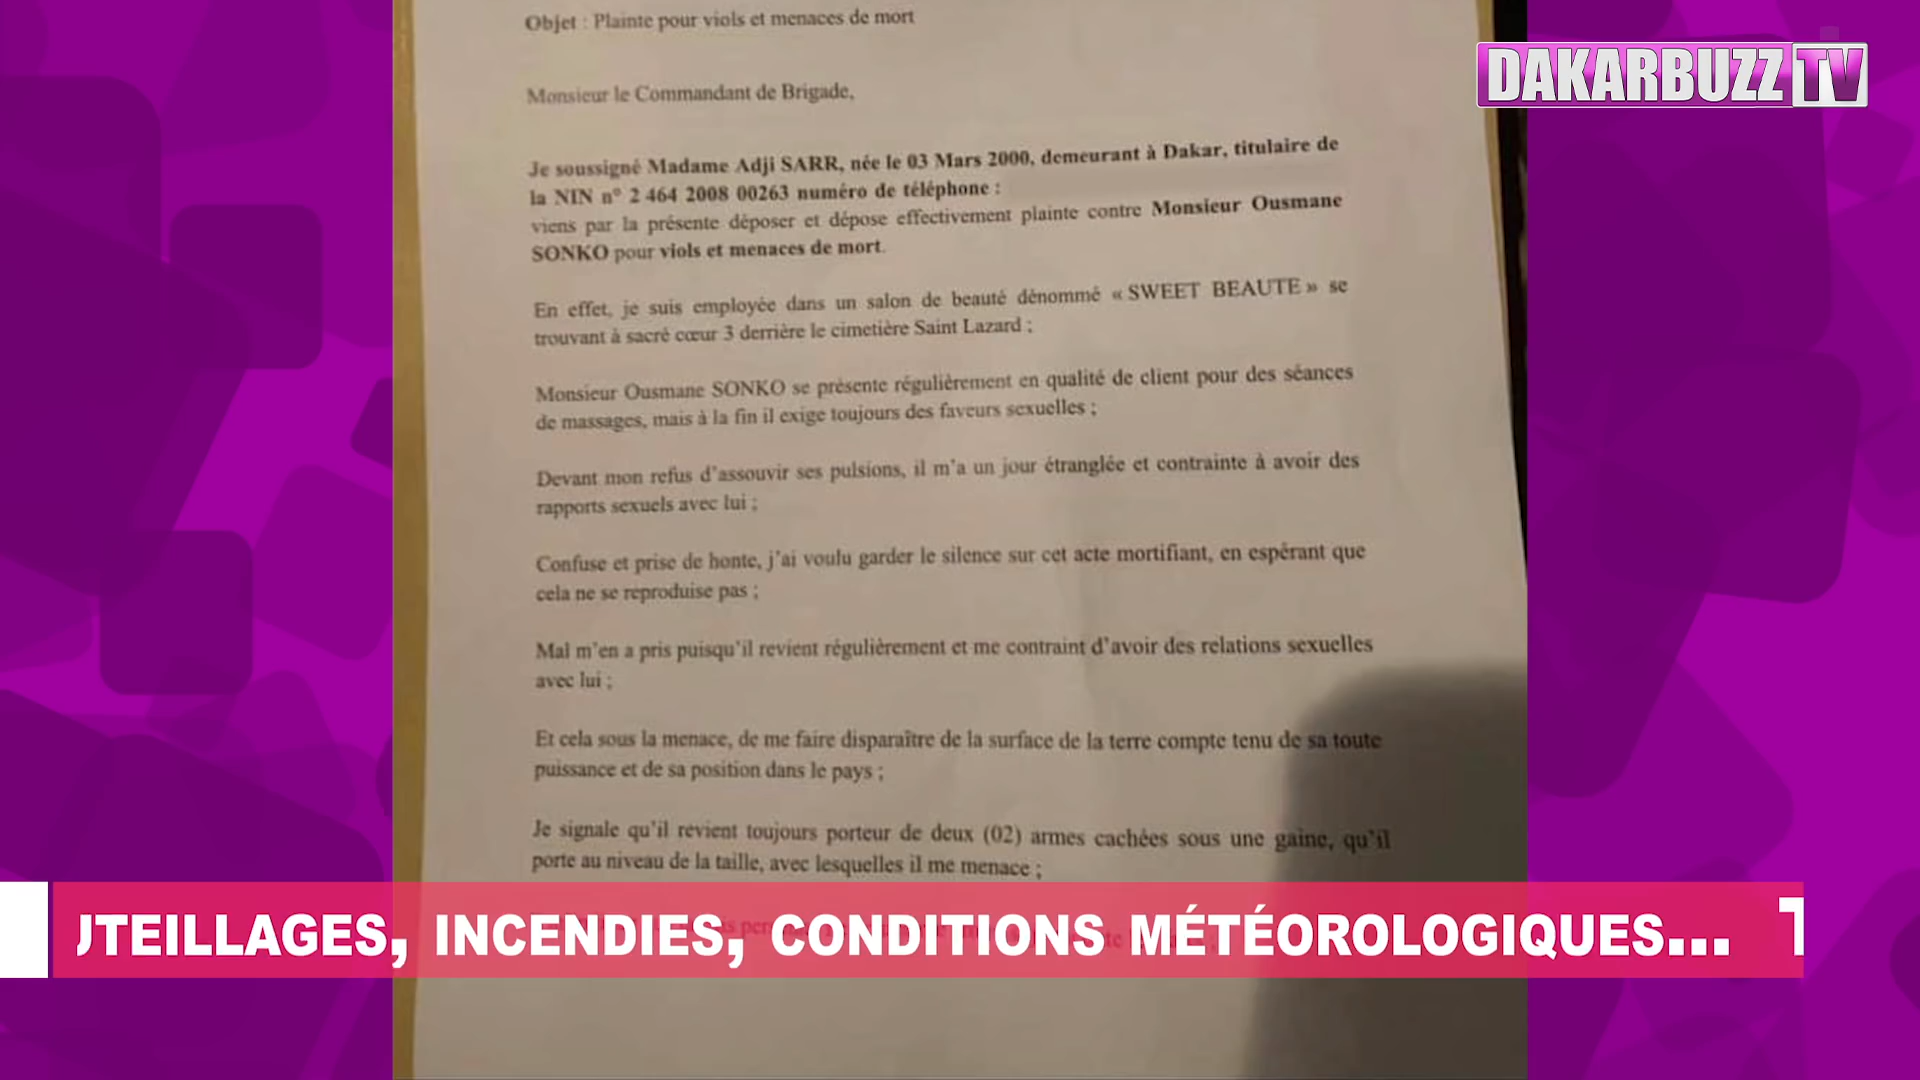 Objet : Plainte pour viols et menaces de mort
DAKARBUZZ TV
Monsieur le Commandant de Brigade,
Je soussigné Madame Adji SARR, née le 03 Mars 2000, demeurant à Dakar, titulaire de
la NIN n° 2 464 2008 00263 numéro de téléphone :
viens par la présente déposer et dépose effectivement plainte contre Monsieur Ousmane
SONKO pour viols et menaces de mort.
En effet, je suis employée dans un salon de beauté dénommé « SWEET BEAUTE » se
trouvant à sacré cœur 3 derrière le cimetière Saint Lazard ;
Monsieur Ousmane SONKO se présente régulièrement en qualité de client pour des séances
de massages, mais à la fin il exige toujours des faveurs sexuelles ;
Devant mon refus d'assouvir ses pulsions, il m'a un jour étranglée et contrainte à avoir des
rapports sexuels avec lui ;
Confuse et prise de honte, j'ai voulu garder le silence sur cet acte mortifiant, en espérant que
cela ne se reproduise pas ;
Mal m'en a pris puisqu'il revient régulièrement et me contraint d'avoir des relations sexuelles
avec lui ;
Et cela sous la menace, de me faire disparaître de la surface de la terre compte tenu de sa toute
puissance et de sa position dans le pays ;
Je signale qu'il revient toujours porteur de deux (02) armes cachées sous une gaine, qu'il
porte au niveau de la taille, avec lesquelles il me menace ;
UTEILLAGES, INCENDIES, CONDITIONS MÉTÉOROLOGIQUES... T